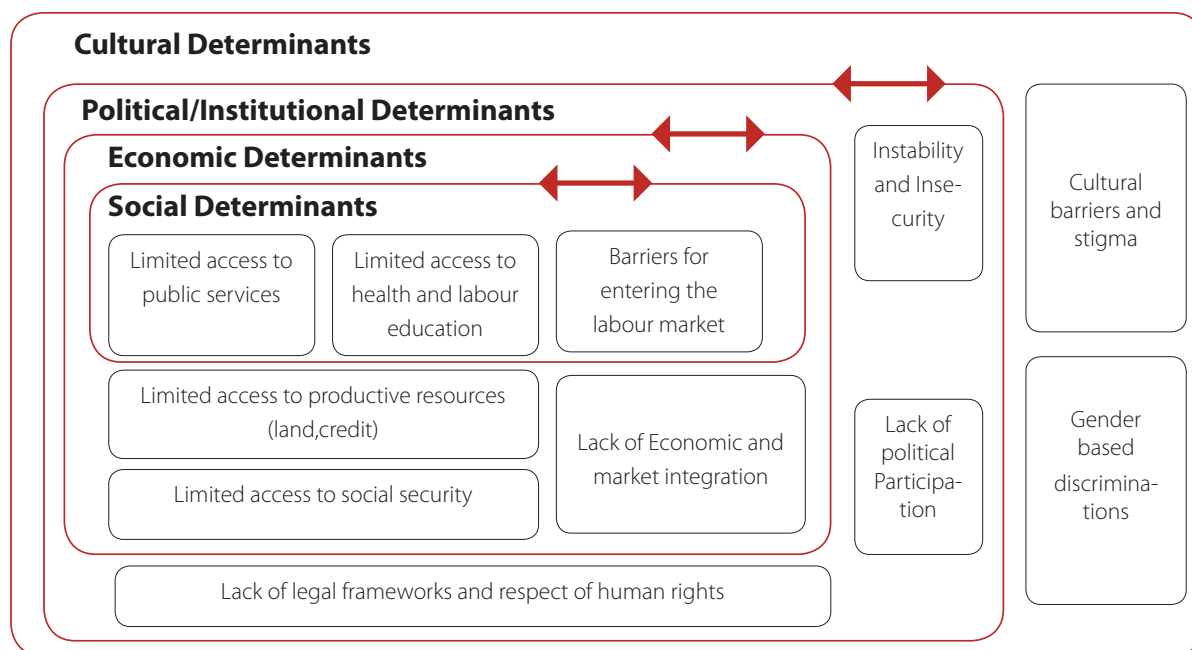 Cultural Determinants
Political/Institutional Determinants
Economic Determinants
Social Determinants
Limited access to
public services
Limited access to
health and labour
education
Barriers for
entering the
labour market
Limited access to productive resources
(land,credit)
Limited access to social security
Lack of Economic and
market integration
Lack of legal frameworks and respect of human rights
Instability
and Inse-
curity
Lack of
political
Participa-
tion
Cultural
barriers and
stigma
Gender
based
discrimina-
tions